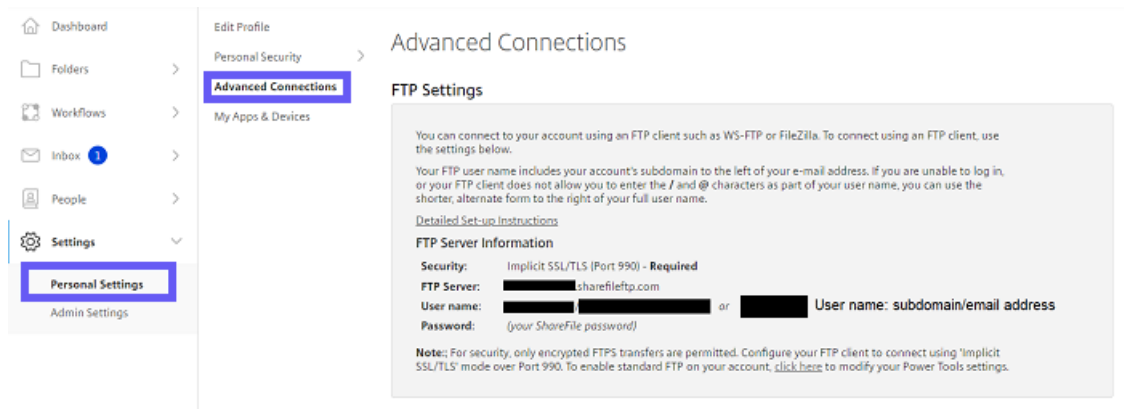 Dashboard
Folders
Workflows
Inbox 1
People
Settings
Personal Settings
Admin Settings
Edit Profile
Personal Security
Advanced Connections
My Apps & Devices
Advanced Connections
FTP Settings
You can connect to your account using an FTP client such as WS-FTP or FileZilla. To connect using an FTP client, use
the settings below.
Your FTP user name includes your account's subdomain to the left of your e-mail address. If you are unable to log in,
or your FTP client does not allow you to enter the / and @ characters as part of your user name, you can use the
shorter, alternate form to the right of your full user name.
Detailed Set-up Instructions
FTP Server Information
Security: Implicit SSL/TLS (Port 990) - Required
FTP Server: .sharefileftp.com
User name: / or User name: subdomain/email address
Password: (your ShareFile password)
Note:; For security, only encrypted FTPS transfers are permitted. Configure your FTP client to connect using 'Implicit
SSL/TLS' mode over Port 990. To enable standard FTP on your account, click here to modify your Power Tools settings.